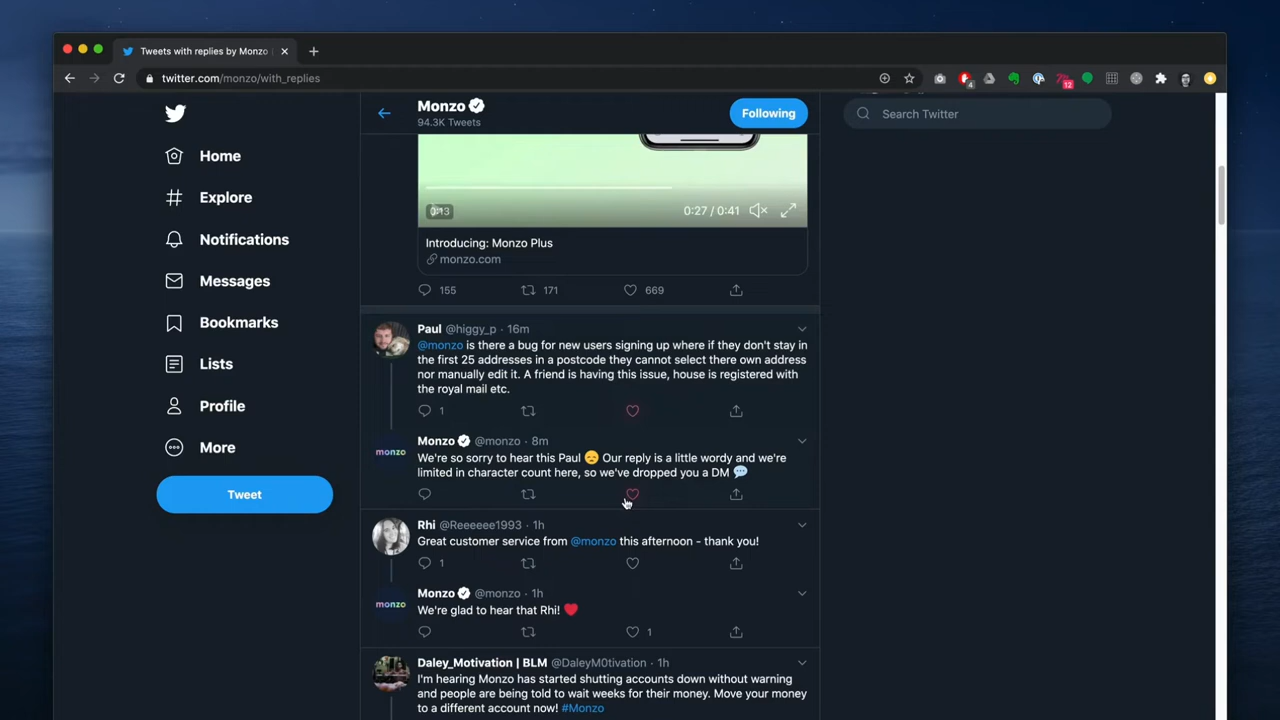 Tweets with replies by Monzo
twitter.com/monzo/with_replies
4
12
Home
Explore
Notifications
Messages
Bookmarks
Lists
Profile
More
Tweet
Monzo
94.3K Tweets
Following
Search Twitter
0:27 / 0:41
Introducing: Monzo Plus
monzo.com
155 171 669
Paul @higgy_p · 16m
@monzo is there a bug for new users signing up where if they don't stay in
the first 25 addresses in a postcode they cannot select there own address
nor manually edit it. A friend is having this issue, house is registered with
the royal mail etc.
1
monzo
Monzo @monzo · 8m
We're so sorry to hear this Paul 😞 Our reply is a little wordy and we're
limited in character count here, so we've dropped you a DM 💬
Rhi @Reeeeee1993 · 1h
Great customer service from @monzo this afternoon - thank you!
1
monzo
Monzo @monzo · 1h
We're glad to hear that Rhi! ❤️
1
Daley_Motivation | BLM @DaleyM0tivation · 1h
I'm hearing Monzo has started shutting accounts down without warning
and people are being told to wait weeks for their money. Move your money
to a different account now! #Monzo